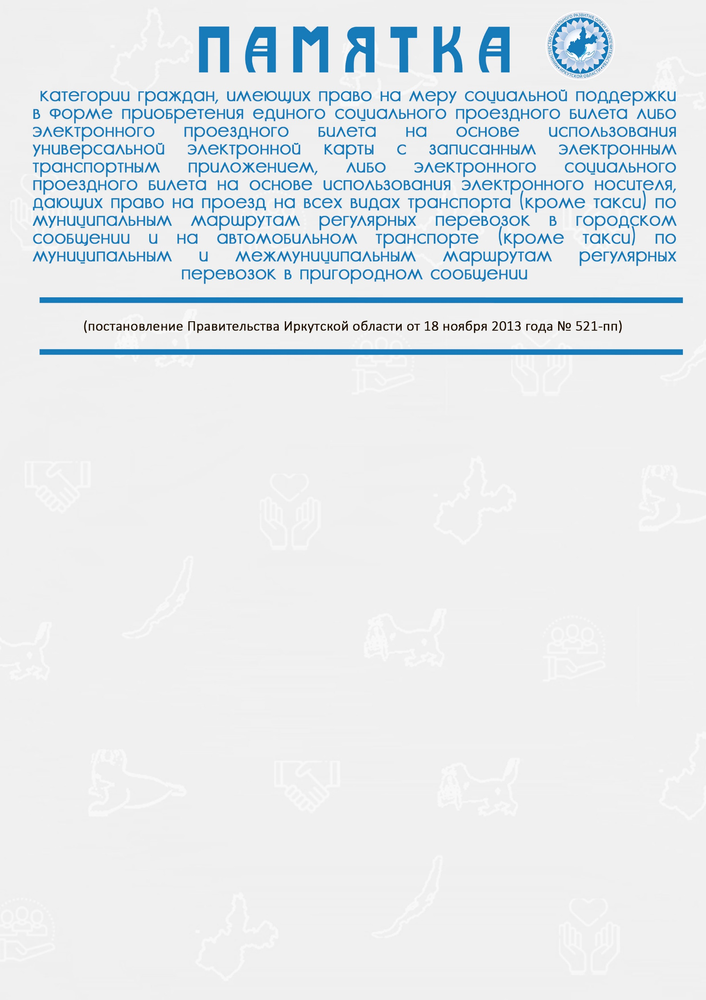 ПАМЯТКА
МИНИСТЕРСТВО СОЦИАЛЬНОГО РАЗВИТИЯ, ОПЕКИ И ПОПЕЧИТЕЛЬСТВА
ИРКУТСКОЙ ОБЛАСТИ
категории граждан, имеющих право на меру социальной поддержки
в форме приобретения единого социального проездного билета либо
электронного проездного билета на основе использования
универсальной электронной карты с записанным электронным
транспортным приложением, либо электронного социального
проездного билета на основе использования электронного носителя,
дающих право на проезд на всех видах транспорта (кроме такси) по
муниципальным маршрутам регулярных перевозок в городском
сообщении и на автомобильном транспорте (кроме такси) по
муниципальным и межмуниципальным маршрутам регулярных
перевозок в пригородном сообщении
(постановление Правительства Иркутской области от 18 ноября 2013 года № 521-пп)